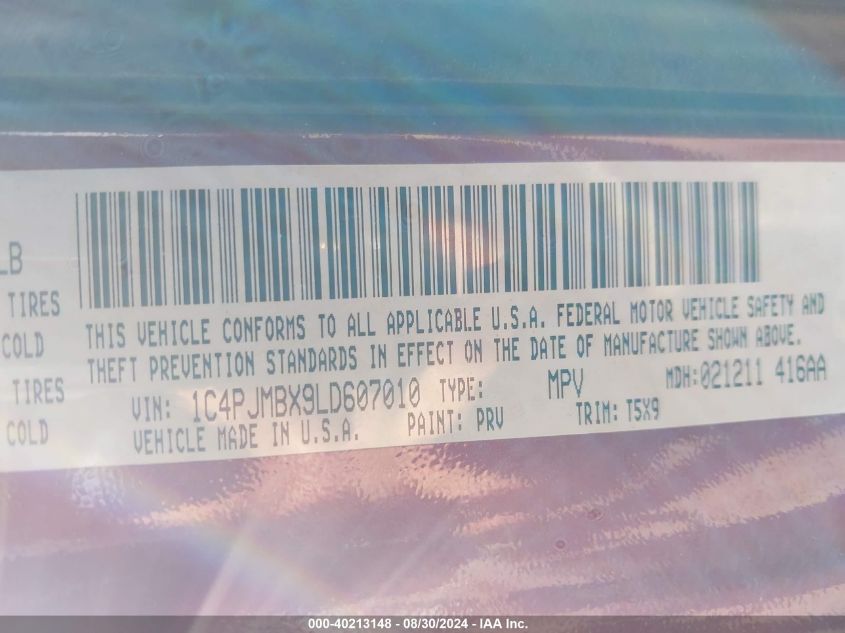 LB
TIRES
COLD
TIRES
COLD
THIS VEHICLE CONFORMS TO ALL APPLICABLE U.S.A. FEDERAL MOTOR VEHICLE SAFETY AND
THEFT PREVENTION STANDARDS IN EFFECT ON THE DATE OF MANUFACTURE SHOWN ABOVE.
VIN: 1C4PJMBX9LD607010 TYPE: MPV MDH:021211 416AA
VEHICLE MADE IN U.S.A. PAINT: PRV TRIM: T5X9
000-40213148 - 08/30/2024 - IAA Inc.